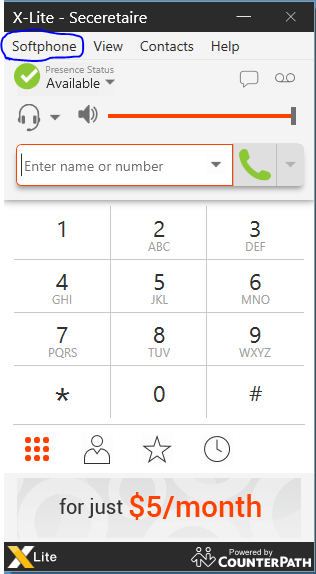 X-Lite - Seceretaire
Softphone View Contacts Help
Presence Status
Available
Enter name or number
1 2 3
ABC DEF
4 5 6
GHI JKL MNO
7 8 9
PQRS TUV WXYZ
* 0 #
for just $5/month
X Lite
Powered by
COUNTERPATH